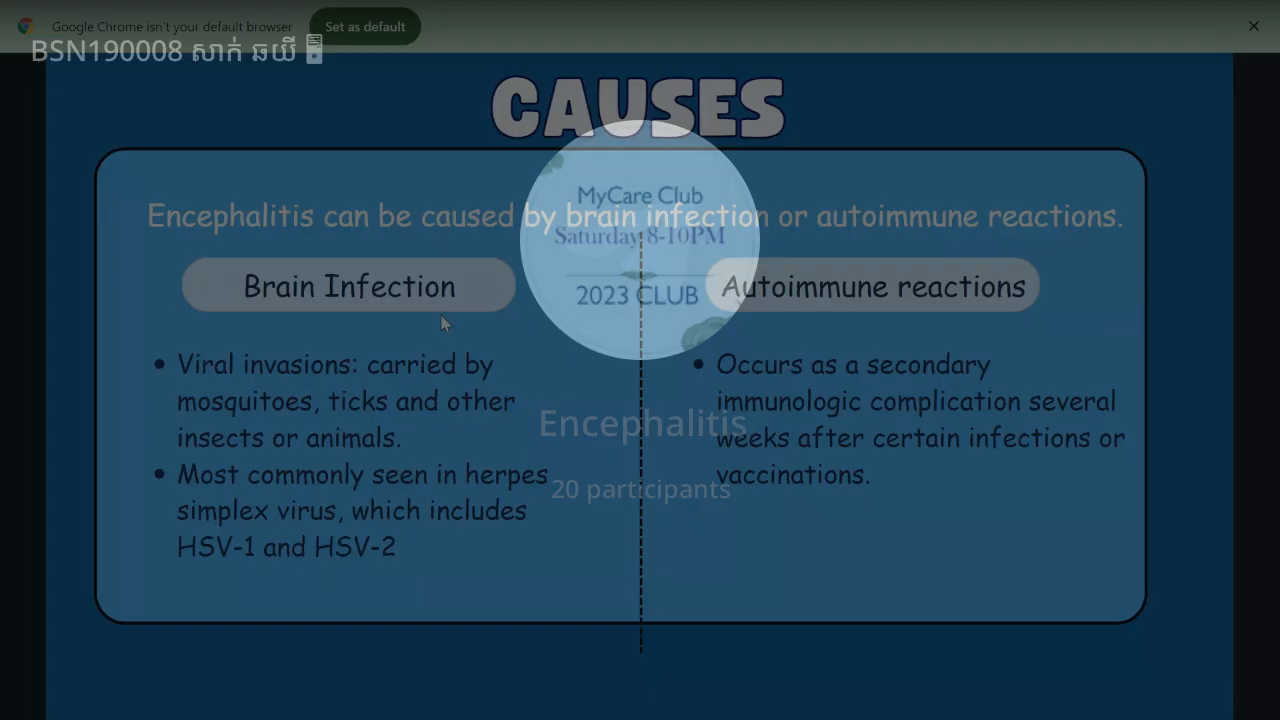 Google Chrome isn't your default browser
Set as default
BSN190008 សាក់ ឆយើ
CAUSES
MyCare Club
Saturday 8-10PM
2023 CLUB
Encephalitis can be caused by brain infection or autoimmune reactions.
Brain Infection
Autoimmune reactions
• Viral invasions: carried by
mosquitoes, ticks and other
insects or animals.
• Most commonly seen in herpes
simplex virus, which includes
HSV-1 and HSV-2
• Occurs as a secondary
immunologic complication several
weeks after certain infections or
vaccinations.
Encephalitis
20 participants